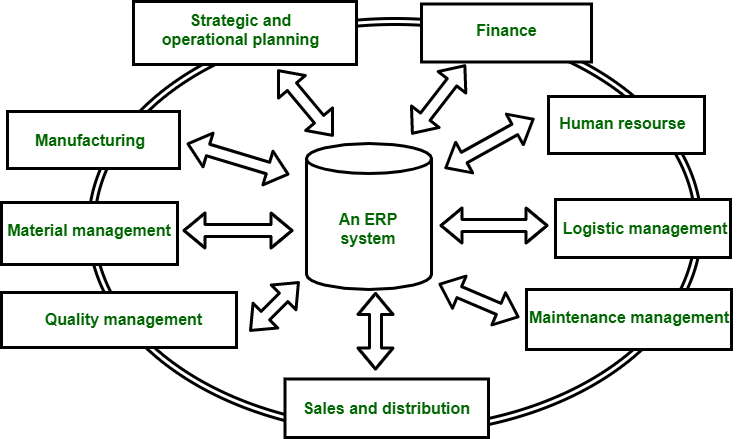 Strategic and
operational planning
Finance
Manufacturing
Human resourse
An ERP
system
Material management
Logistic management
Quality management
Maintenance management
Sales and distribution